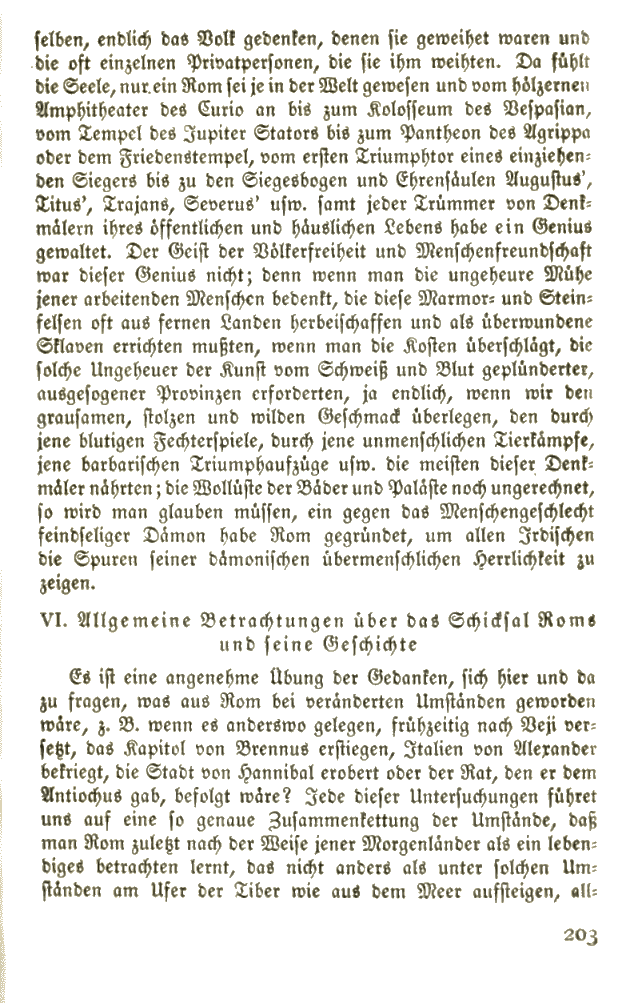 selben, endlich das Volk gedenken, denen sie geweihet waren und
die oft einzelnen Privatpersonen, die sie ihm weihten. Da fühlt
die Seele, nur ein Rom sei je in der Welt gewesen und vom hölzernen
Amphitheater des Curio an bis zum Kolosseum des Vespasian,
vom Tempel des Jupiter Stators bis zum Pantheon des Agrippa
oder dem Friedenstempel, vom ersten Triumphtor eines einziehen-
den Siegers bis zu den Siegesbogen und Ehrensäulen Augustus',
Titus', Trajans, Severus' usw. samt jeder Trümmer von Denk-
mälern ihres öffentlichen und häuslichen Lebens habe ein Genius
gewaltet. Der Geist der Völkerfreiheit und Menschenfreundschaft
war dieser Genius nicht; denn wenn man die ungeheure Mühe
jener arbeitenden Menschen bedenkt, die diese Marmor- und Stein-
felsen oft aus fernen Landen herbeischaffen und als überwundene
Sklaven errichten mußten, wenn man die Kosten überschlägt, die
solche Ungeheuer der Kunst vom Schweiß und Blut geplünderter,
ausgesogener Provinzen erforderten, ja endlich, wenn wir den
grausamen, stolzen und wilden Geschmack überlegen, den durch
jene blutigen Fechterspiele, durch jene unmenschlichen Tierkämpfe,
jene barbarischen Triumphaufzüge usw. die meisten dieser Denk-
mäler nährten; die Wollüste der Bäder und Paläste noch ungerechnet,
so wird man glauben müssen, ein gegen das Menschengeschlecht
feindseliger Dämon habe Rom gegründet, um allen Irdischen
die Spuren seiner dämonischen übermenschlichen Herrlichkeit zu
zeigen.
VI. Allgemeine Betrachtungen über das Schicksal Roms
und seine Geschichte
Es ist eine angenehme Übung der Gedanken, sich hier und da
zu fragen, was aus Rom bei veränderten Umständen geworden
wäre, z. B. wenn es anderswo gelegen, frühzeitig nach Veji ver-
setzt, das Kapitol von Brennus erstiegen, Italien von Alexander
bekriegt, die Stadt von Hannibal erobert oder der Rat, den er dem
Antiochus gab, befolgt wäre? Jede dieser Untersuchungen führet
uns auf eine so genaue Zusammenkettung der Umstände, daß
man Rom zuletzt nach der Weise jener Morgenländer als ein leben-
diges betrachten lernt, das nicht anders als unter solchen Um-
ständen am Ufer der Tiber wie aus dem Meer aufsteigen, all-
203